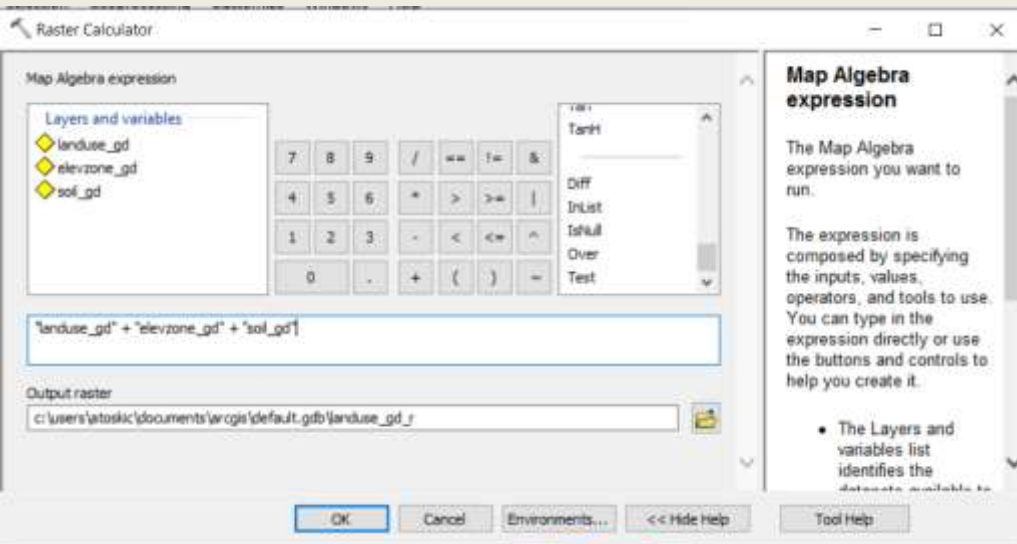 Raster Calculator
Map Algebra expression
Layers and variables
landuse_gd
elevzone_gd
soil_gd
7 8 9 / == != &
4 5 6 * > >= |
1 2 3 - < <= ^
0 . + ( ) ~
TanH
Diff
InList
IsNull
Over
Test
"landuse_gd" + "elevzone_gd" + "soil_gd"
Output raster
c:\users\atoskic\documents\arcgis\default.gdb\landuse_gd_r
OK
Cancel
Environments...
<< Hide Help
Tool Help
Map Algebra
expression
The Map Algebra
expression you want to
run.
The expression is
composed by specifying
the inputs, values,
operators, and tools to use.
You can type in the
expression directly or use
the buttons and controls to
help you create it.
• The Layers and
variables list
identifies the